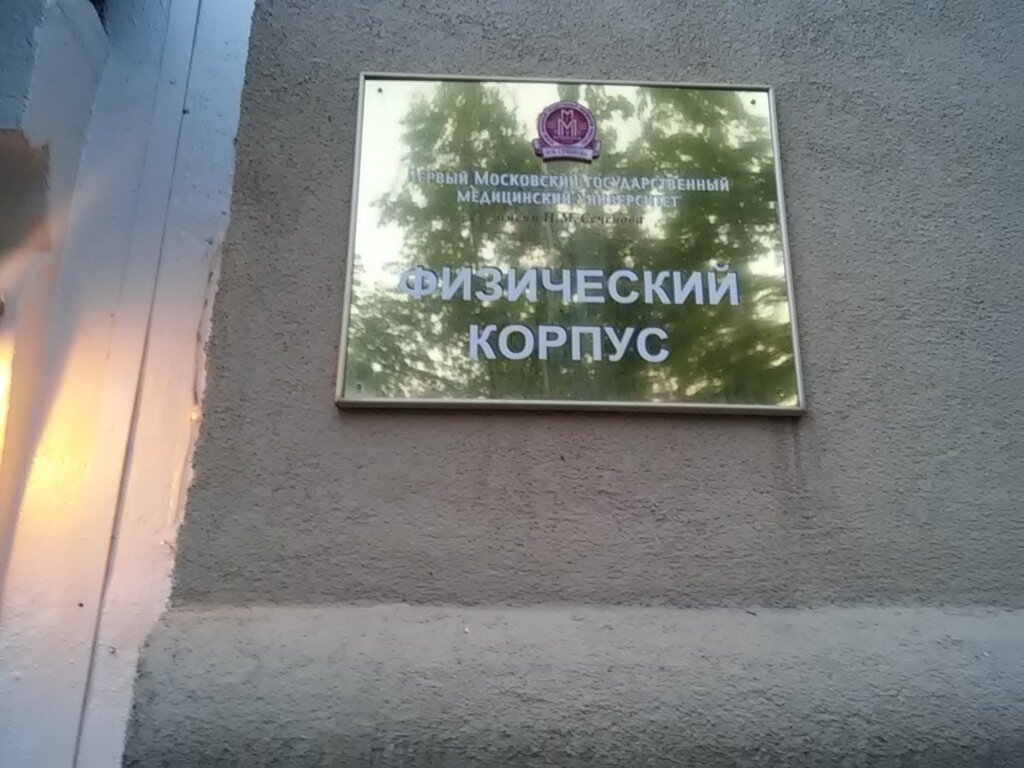 Первый Московский государственный
медицинский университет
имени И.М. Сеченова
ФИЗИЧЕСКИЙ
КОРПУС